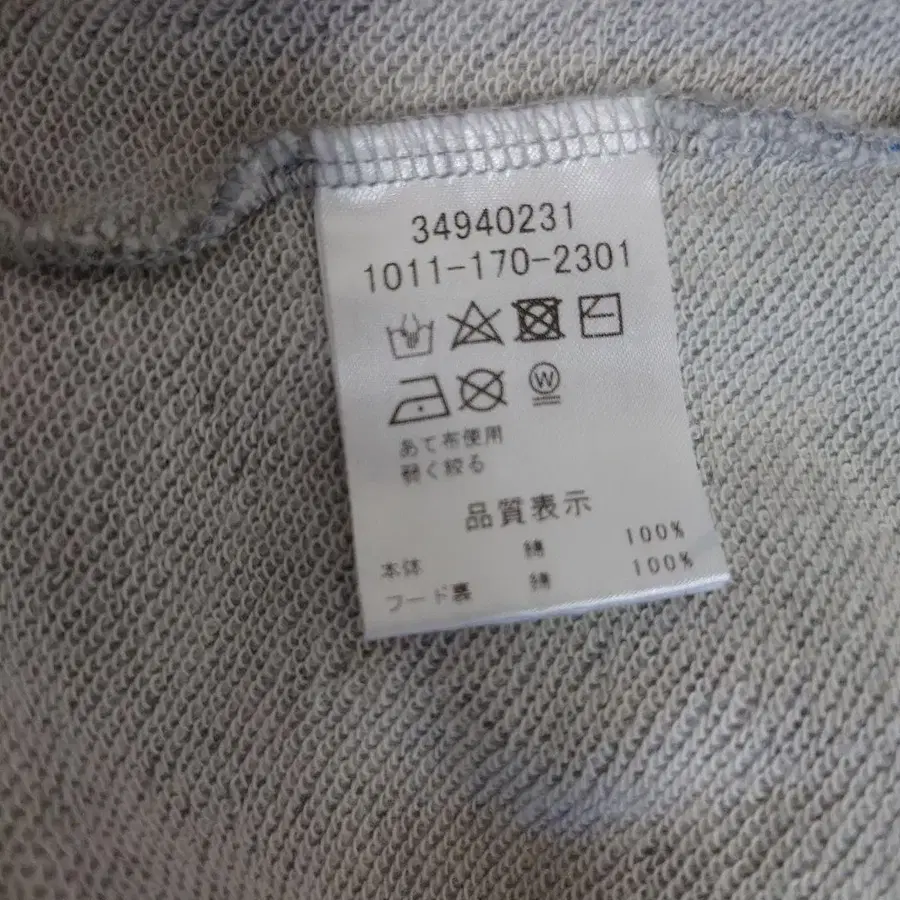 34940231
1011-170-2301
W
あて布使用
弱く絞る
品質表示
本体 綿 100%
フード裏 綿 100%